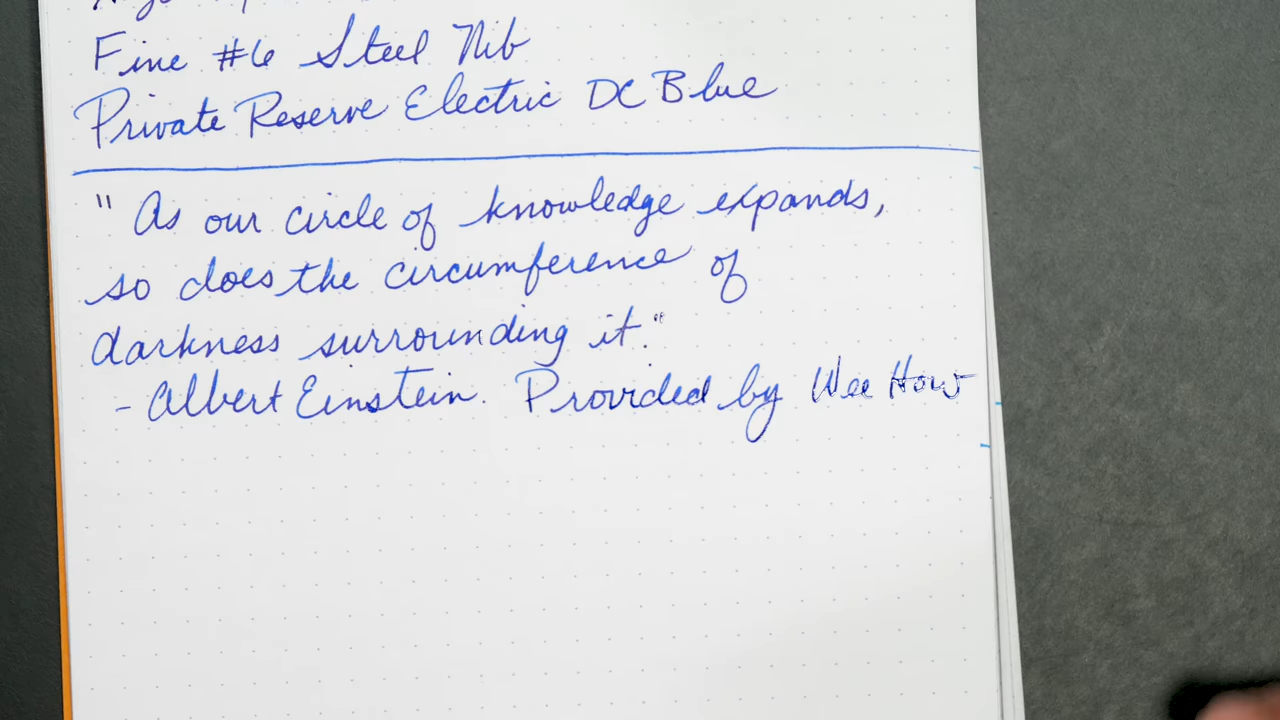 Fine #6 Steel Nib
Private Reserve Electric DC Blue
"As our circle of knowledge expands,
so does the circumference of
darkness surrounding it."
- Albert Einstein. Provided by Wee How